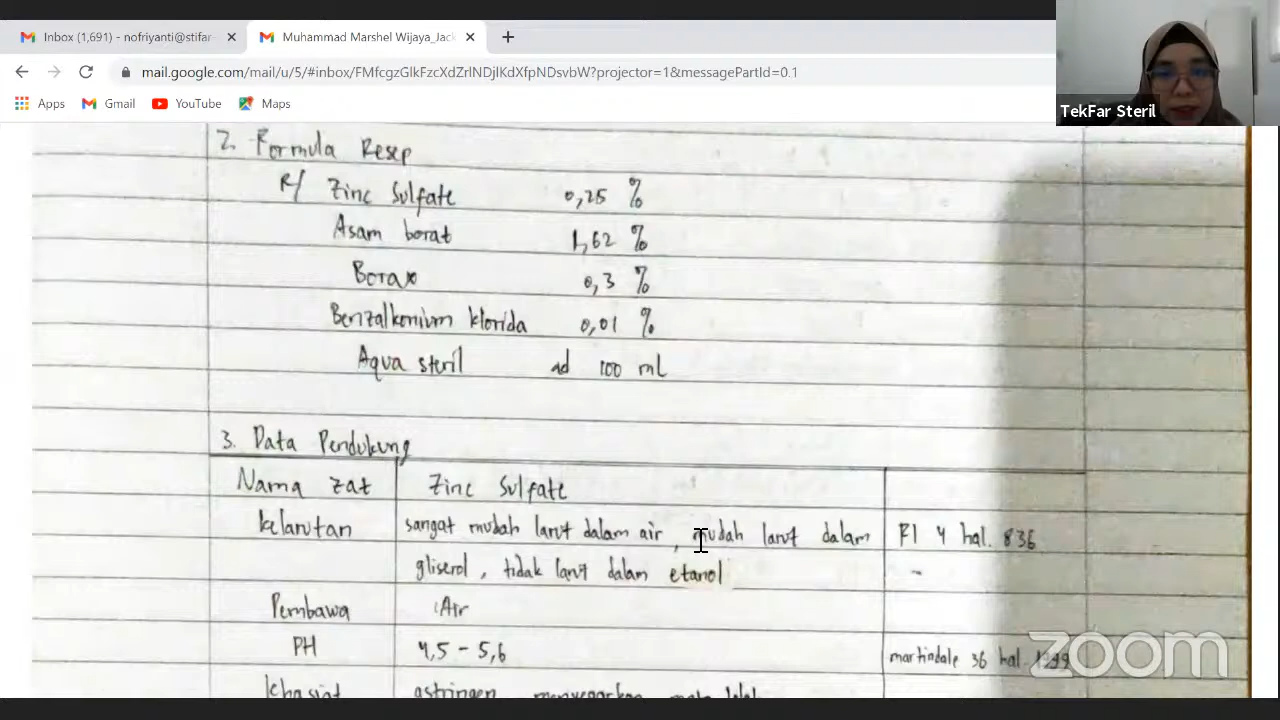 Inbox (1,691) - nofriyanti@stifar
Muhammad Marshel Wijaya_Jack
mail.google.com/mail/u/5/#inbox/FMfcgzGlkFzcXdZrlNDjlKdXfpNDsvbW?projector=1&messagePartId=0.1
Apps Gmail YouTube Maps
TekFar Steril
2. Formula Resep
R/ Zinc Sulfate 0,25 %
Asam borat 1,62 %
Borax 0,3 %
Benzalkonium klorida 0,01 %
Aqua steril ad 100 ml
3. Data Pendukung
Nama zat Zinc Sulfate
kelarutan sangat mudah larut dalam air, mudah larut dalam FI 4 hal. 836
gliserol, tidak larut dalam etanol
Pembawa Air
PH 4,5 - 5,6 martindale 36 hal.
khasiat astringen
zoom